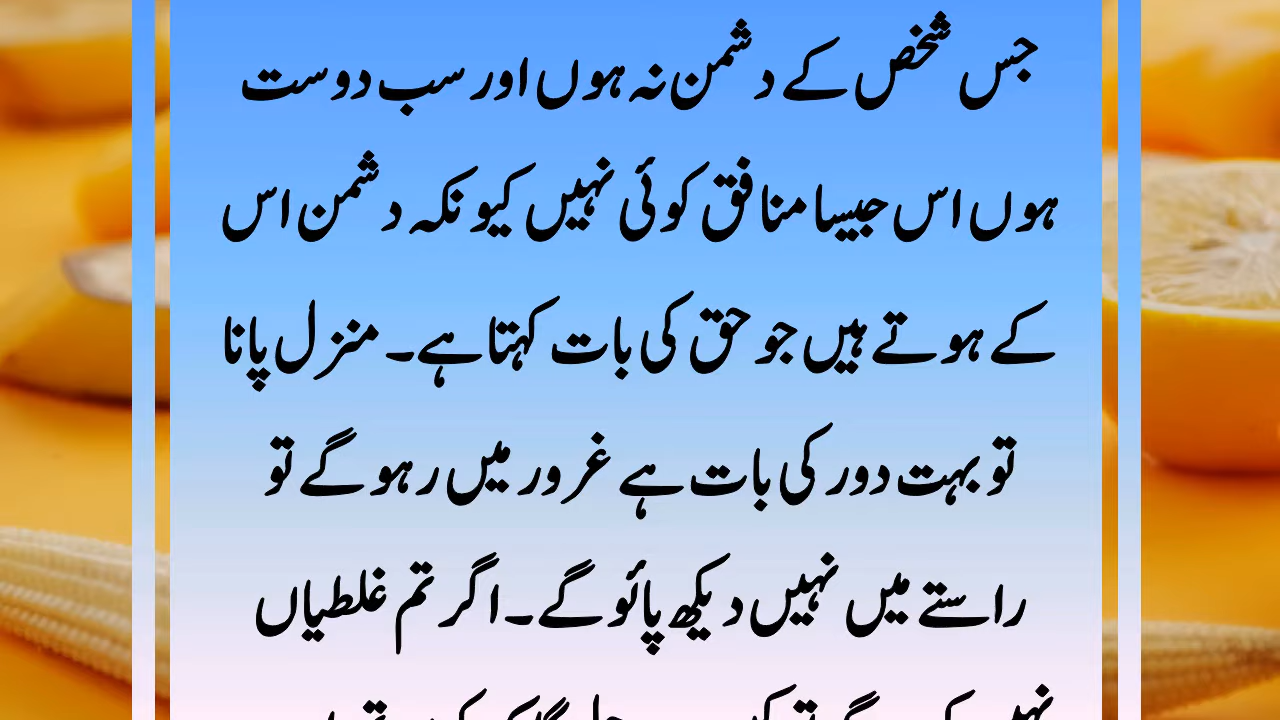 جس شخص کے دشمن نہ ہوں اور سب دوست
ہوں اس جیسا منافق کوئی نہیں کیونکہ دشمن اس
کے ہوتے ہیں جو حق کی بات کہتا ہے۔ منزل پانا
تو بہت دور کی بات ہے غرور میں رہو گے تو
راستے میں نہیں دیکھ پائو گے۔ اگر تم غلطیاں
نہیں